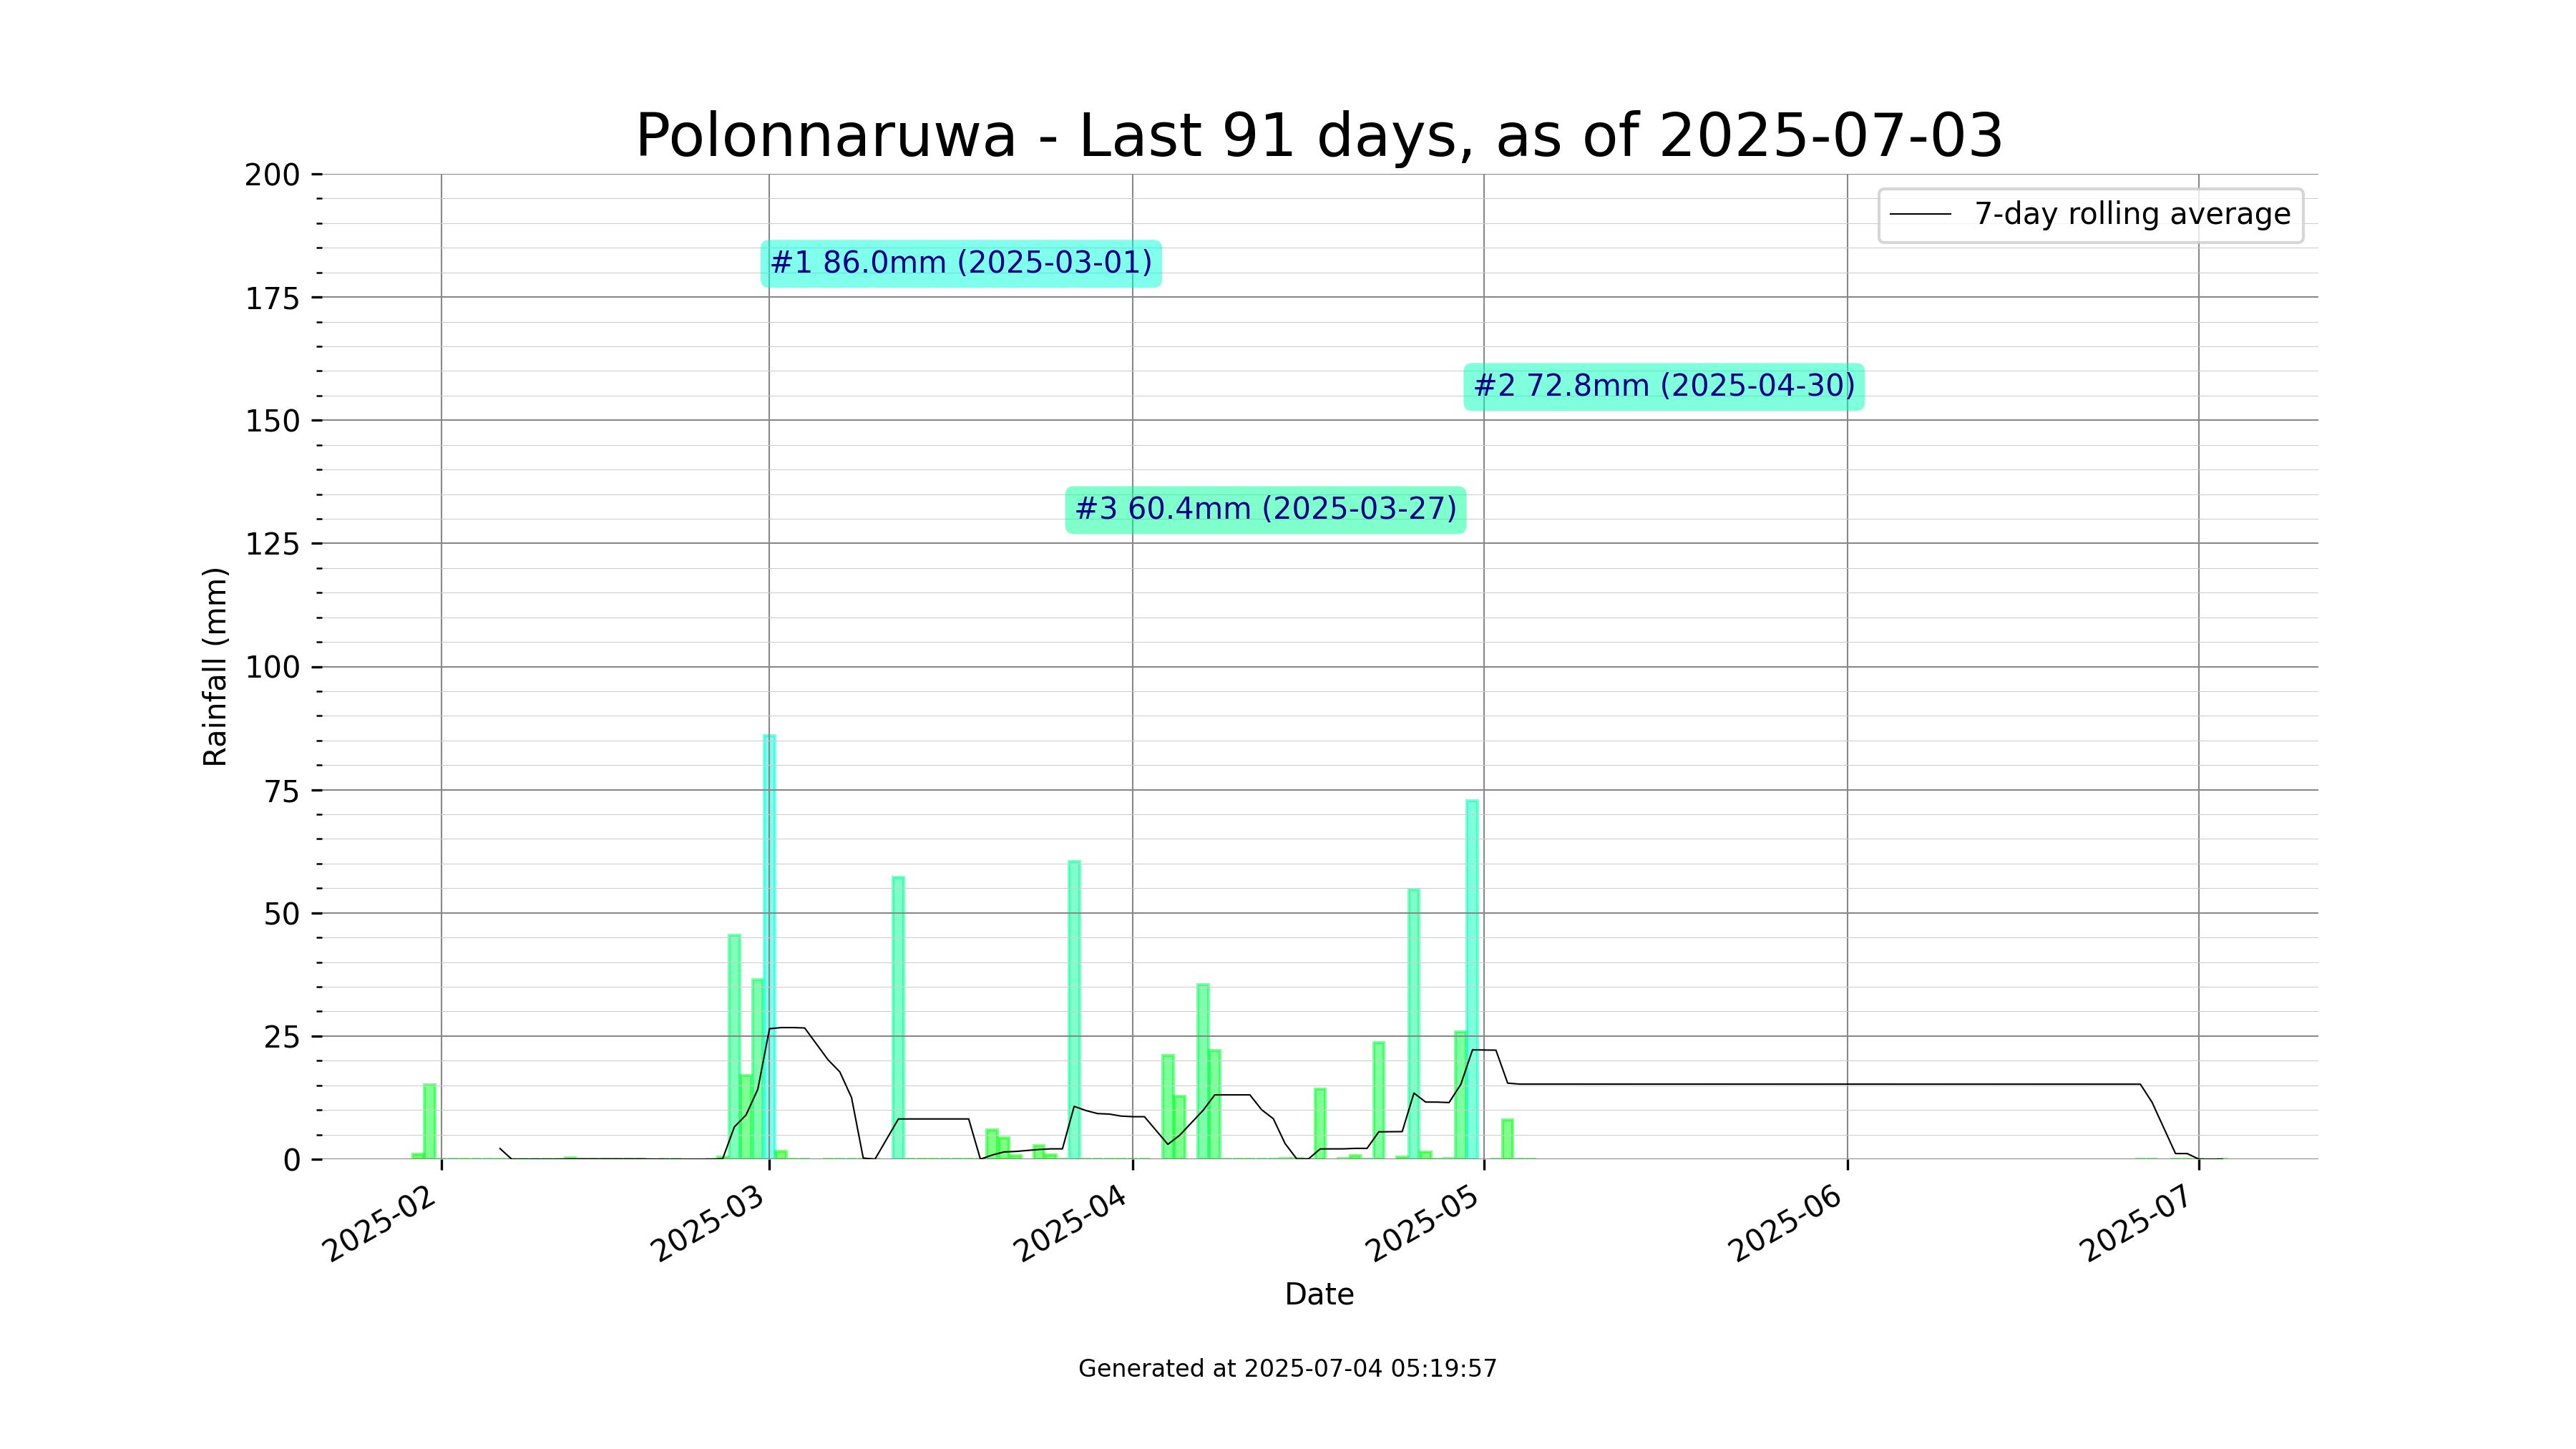 Polonnaruwa - Last 91 days, as of 2025-07-03
200
175
150
125
100
75
50
25
0
Rainfall (mm)
7-day rolling average
#1 86.0mm (2025-03-01)
#2 72.8mm (2025-04-30)
#3 60.4mm (2025-03-27)
2025-02
2025-03
2025-04
2025-05
2025-06
2025-07
Date
Generated at 2025-07-04 05:19:57